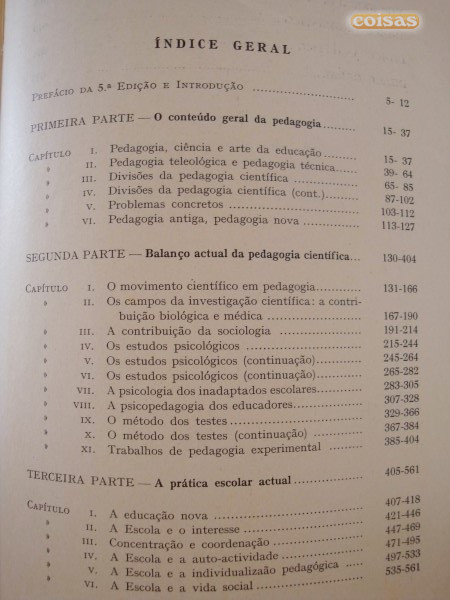 coisas
ÍNDICE GERAL
PREFÁCIO DA 5.ª EDIÇÃO E INTRODUÇÃO ........................ 5- 12
PRIMEIRA PARTE — O conteúdo geral da pedagogia ....... 15- 37
CAPÍTULO I. Pedagogia, ciência e arte da educação ........ 15- 37
» II. Pedagogia teleológica e pedagogia técnica...... 39- 64
» III. Divisões da pedagogia científica .................. 65- 85
» IV. Divisões da pedagogia científica (cont.)........ 87-102
» V. Problemas concretos ........................ 103-112
» VI. Pedagogia antiga, pedagogia nova .............. 113-127
SEGUNDA PARTE — Balanço actual da pedagogia científica... 130-404
CAPÍTULO I. O movimento científico em pedagogia........... 131-166
» II. Os campos da investigação científica: a contri-
buição biológica e médica .................. 167-190
» III. A contribuição da sociologia .................. 191-214
» IV. Os estudos psicológicos ........................ 215-244
» V. Os estudos psicológicos (continuação)............ 245-264
» VI. Os estudos psicológicos (continuação)............ 265-282
» VII. A psicologia dos inadaptados escolares........... 283-305
» VIII. A psicopedagogia dos educadores............... 307-328
» IX. O método dos testes ........................ 329-366
» X. O método dos testes (continuação) ............ 367-384
» XI. Trabalhos de pedagogia experimental ......... 385-404
TERCEIRA PARTE — A prática escolar actual ............... 405-561
CAPÍTULO I. A educação nova ........................ 407-418
» II. A Escola e o interesse ........................ 421-446
» III. Concentração e coordenação .................. 447-469
» IV. A Escola e a auto-actividade .................. 471-495
» V. A Escola e a individualizaão pedagógica ...... 497-533
» VI. A Escola e a vida social ..................... 535-561